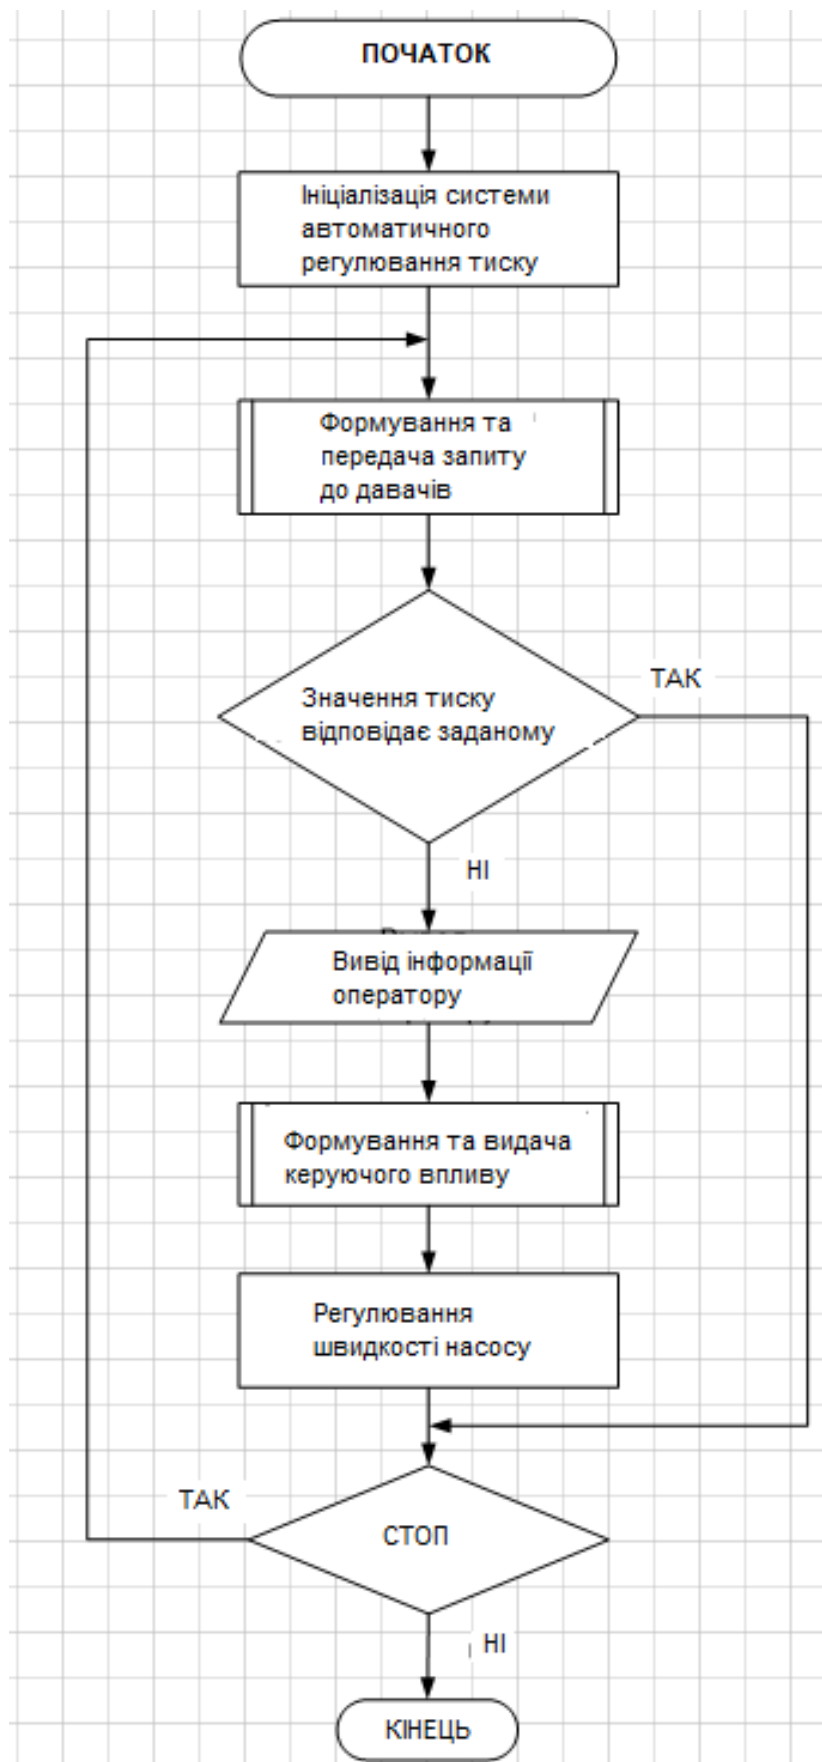 ПОЧАТОК
Ініціалізація системи
автоматичного
регулювання тиску
Формування та
передача запиту
до давачів
ТАК
Значення тиску
відповідає заданому
НІ
Вивід інформації
оператору
Формування та видача
керуючого впливу
Регулювання
швидкості насосу
ТАК
СТОП
НІ
КІНЕЦЬ